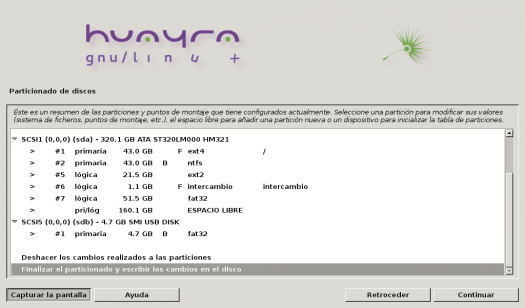 huayra
gnu/linux +
Particionado de discos
Éste es un resumen de las particiones y puntos de montaje que tiene configurados actualmente. Seleccione una partición para modificar sus valores
(sistema de ficheros, puntos de montaje, etc.), el espacio libre para añadir una partición nueva o un dispositivo para inicializar la tabla de particiones.
SCSI1 (0,0,0) (sda) - 320.1 GB ATA ST320LM000 HM321
> #1 primaria 43.0 GB F ext4 /
> #2 primaria 43.0 GB B ntfs
> #5 lógica 21.5 GB ext2
> #6 lógica 1.1 GB F intercambio intercambio
> #7 lógica 51.5 GB fat32
> pri/lóg 160.1 GB ESPACIO LIBRE
SCSI5 (0,0,0) (sdb) - 4.7 GB SMI USB DISK
> #1 primaria 4.7 GB B fat32
Deshacer los cambios realizados a las particiones
Finalizar el particionado y escribir los cambios en el disco
Capturar la pantalla Ayuda Retroceder Continuar